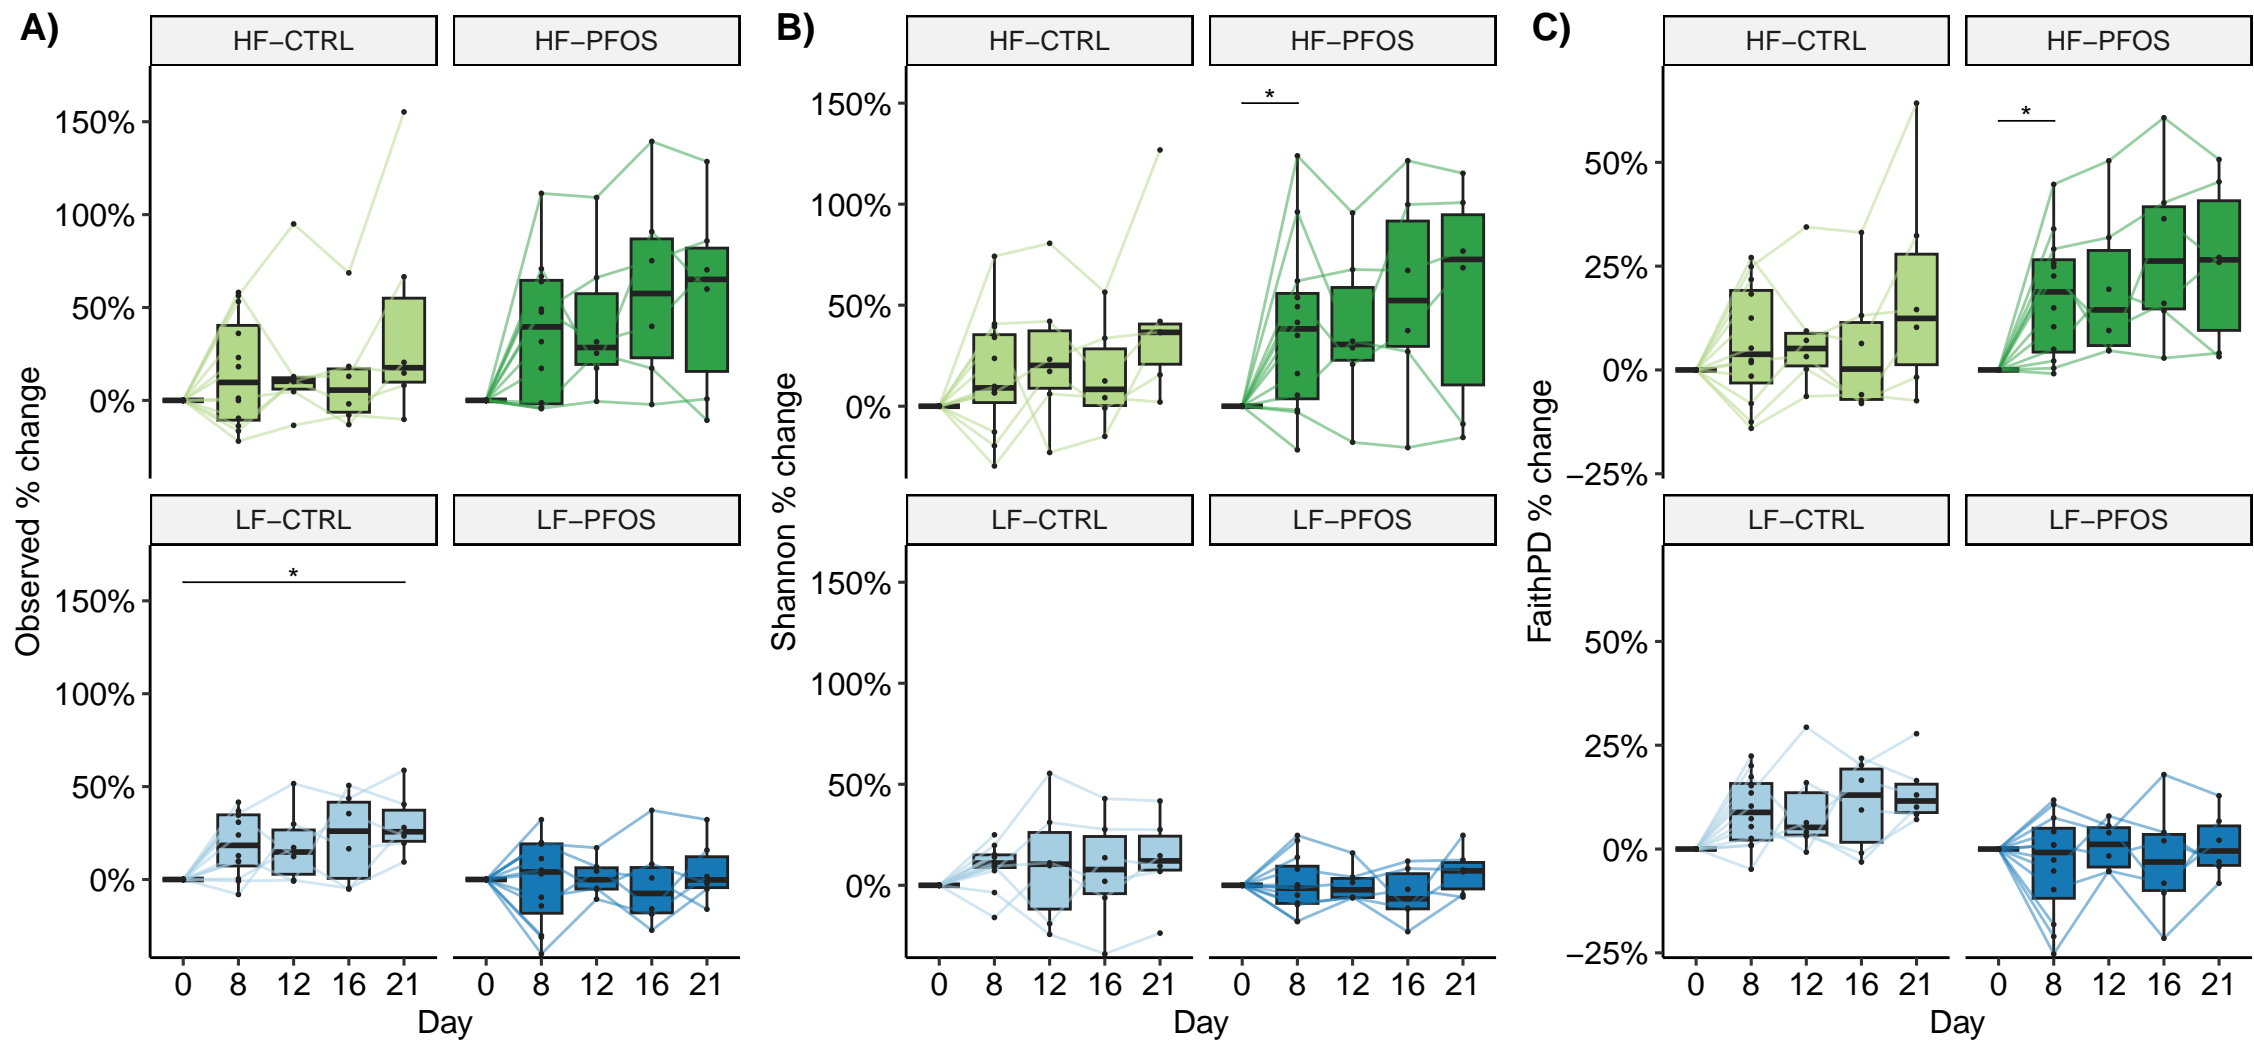 A)
HF−CTRL
HF−PFOS
150%
100%
50%
0%
LF−CTRL
LF−PFOS
*
150%
100%
50%
0%
0 8 12 16 21
0 8 12 16 21
Day
Observed % change
B)
HF−CTRL
HF−PFOS
*
150%
100%
50%
0%
LF−CTRL
LF−PFOS
150%
100%
50%
0%
0 8 12 16 21
0 8 12 16 21
Day
Shannon % change
C)
HF−CTRL
HF−PFOS
*
50%
25%
0%
−25%
LF−CTRL
LF−PFOS
50%
25%
0%
−25%
0 8 12 16 21
0 8 12 16 21
Day
FaithPD % change